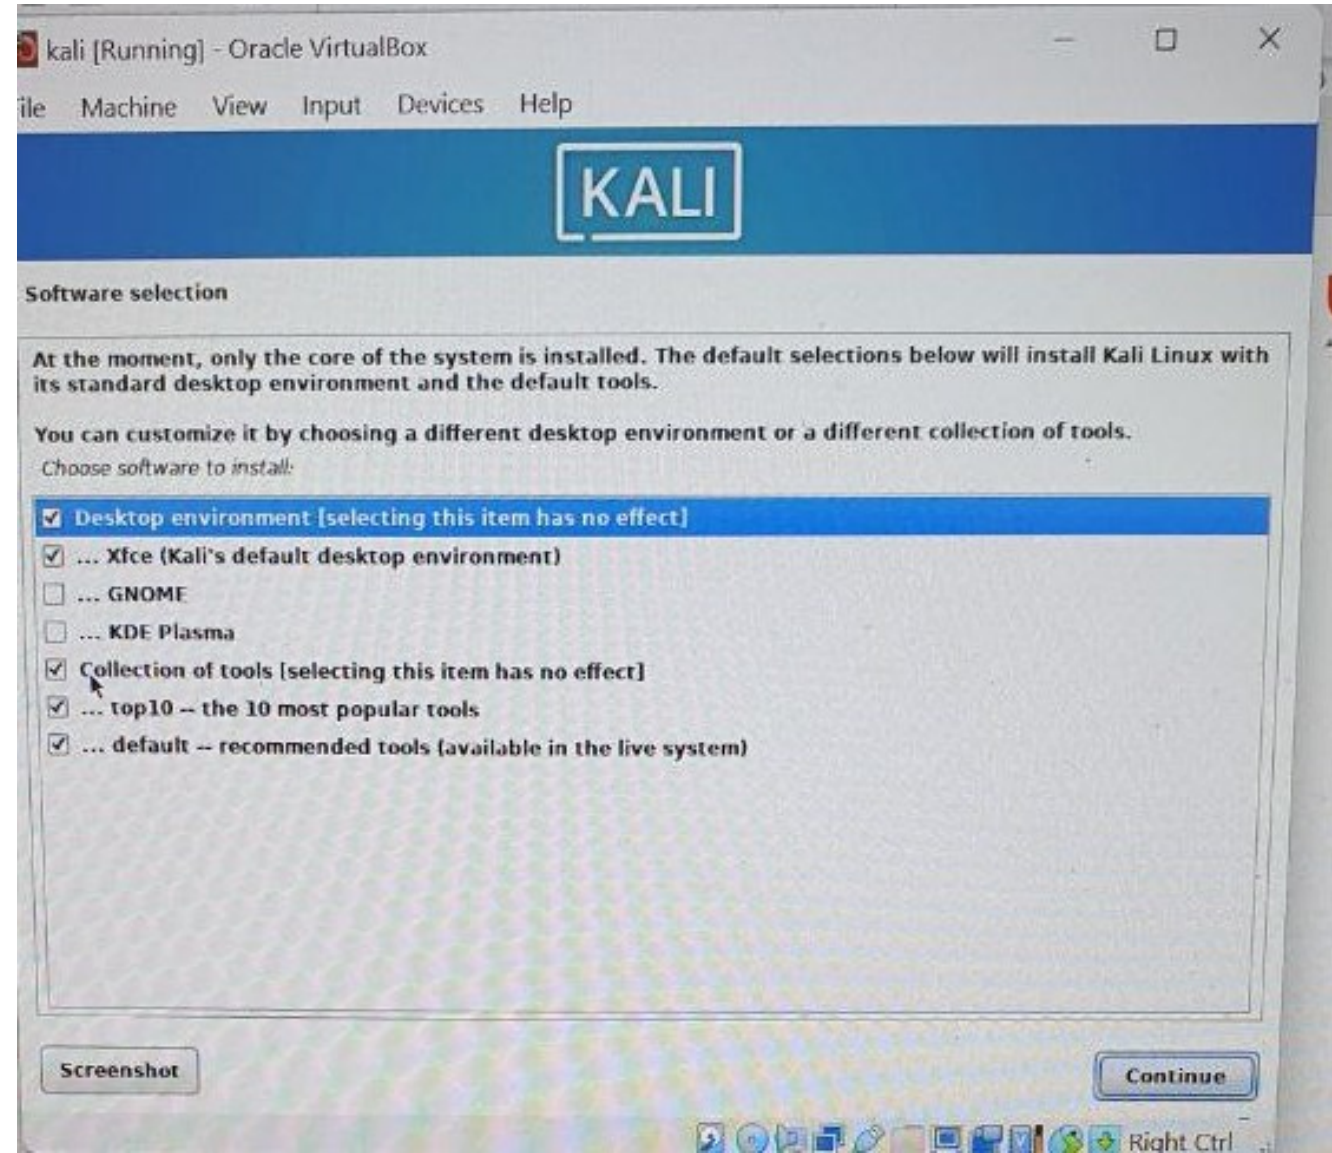 kali [Running] - Oracle VirtualBox
ile Machine View Input Devices Help
KALI
Software selection
At the moment, only the core of the system is installed. The default selections below will install Kali Linux with
its standard desktop environment and the default tools.
You can customize it by choosing a different desktop environment or a different collection of tools.
Choose software to install:
Desktop environment [selecting this item has no effect]
... Xfce (Kali's default desktop environment)
... GNOME
... KDE Plasma
Collection of tools [selecting this item has no effect]
... top10 -- the 10 most popular tools
... default -- recommended tools (available in the live system)
Screenshot
Continue
Right Ctrl